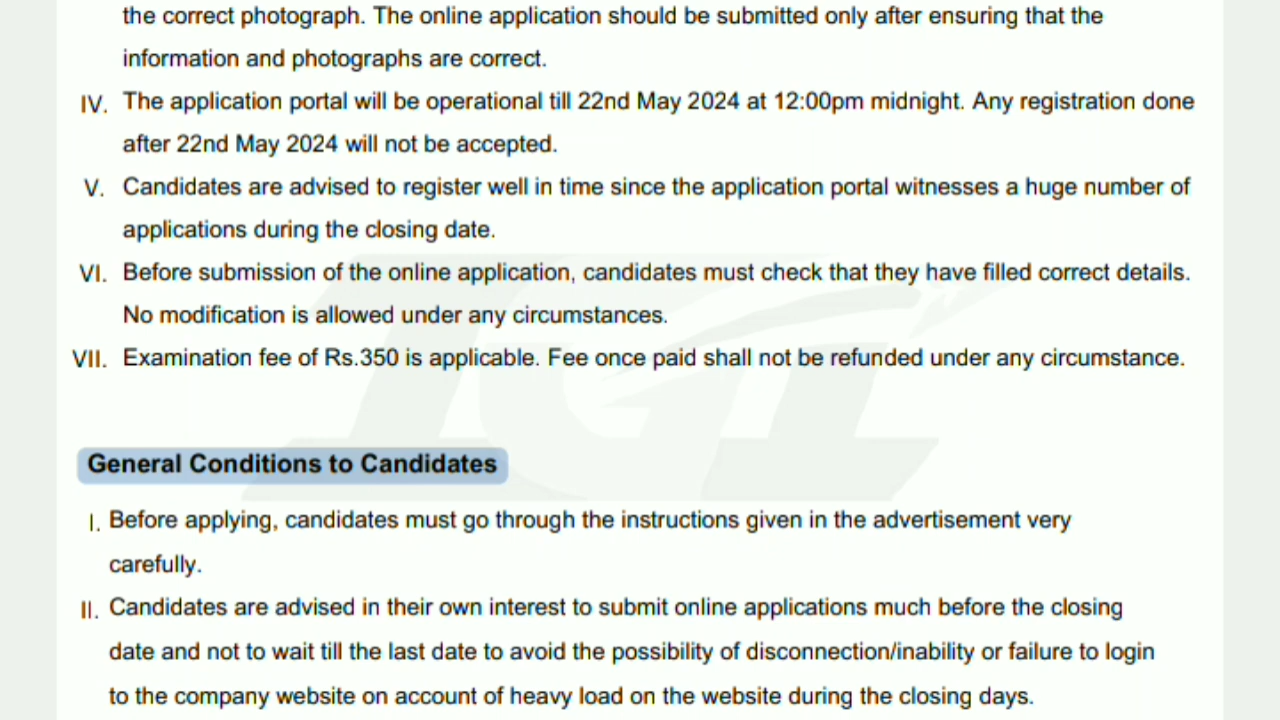 the correct photograph. The online application should be submitted only after ensuring that the
information and photographs are correct.
IV. The application portal will be operational till 22nd May 2024 at 12:00pm midnight. Any registration done
after 22nd May 2024 will not be accepted.
V. Candidates are advised to register well in time since the application portal witnesses a huge number of
applications during the closing date.
VI. Before submission of the online application, candidates must check that they have filled correct details.
No modification is allowed under any circumstances.
VII. Examination fee of Rs.350 is applicable. Fee once paid shall not be refunded under any circumstance.
General Conditions to Candidates
I. Before applying, candidates must go through the instructions given in the advertisement very
carefully.
II. Candidates are advised in their own interest to submit online applications much before the closing
date and not to wait till the last date to avoid the possibility of disconnection/inability or failure to login
to the company website on account of heavy load on the website during the closing days.
IGI